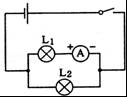 L₁ + A −
L₂